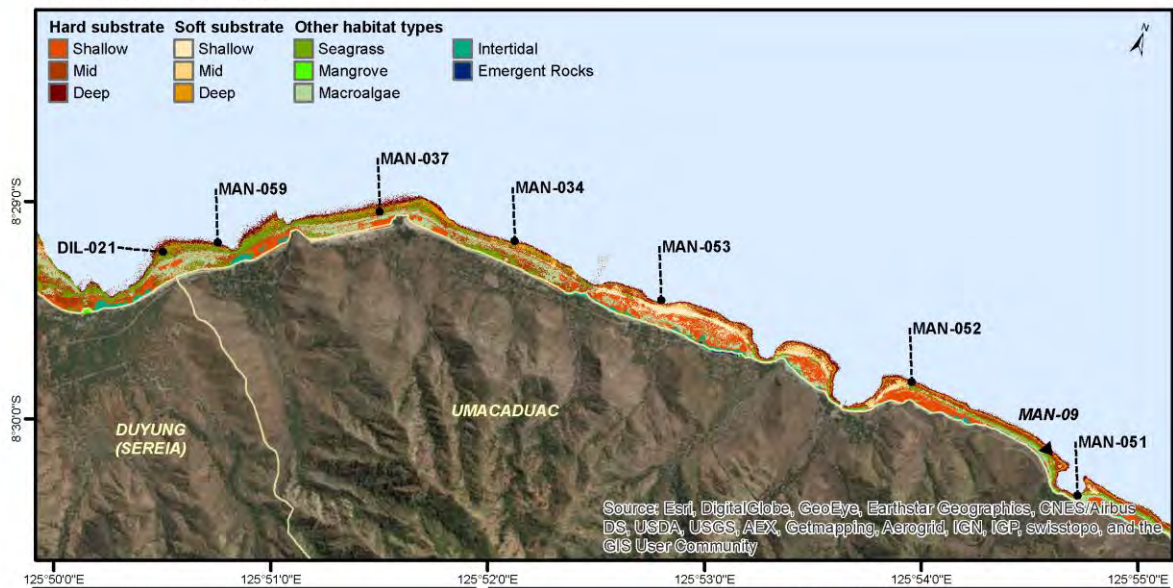 Hard substrate
Shallow
Mid
Deep
Soft substrate
Shallow
Mid
Deep
Other habitat types
Seagrass
Mangrove
Macroalgae
Intertidal
Emergent Rocks
N
MAN-037
MAN-059
MAN-034
DIL-021
MAN-053
MAN-052
MAN-09
MAN-051
UMACADUAC
DUYUNG
(SEREIA)
8°29'0"S
8°30'0"S
Source: Esri, DigitalGlobe, GeoEye, Earthstar Geographics, CNES/Airbus
DS, USDA, USGS, AEX, Getmapping, Aerogrid, IGN, IGP, swisstopo, and the
GIS User Community
125°50'0"E
125°51'0"E
125°52'0"E
125°53'0"E
125°54'0"E
125°55'0"E